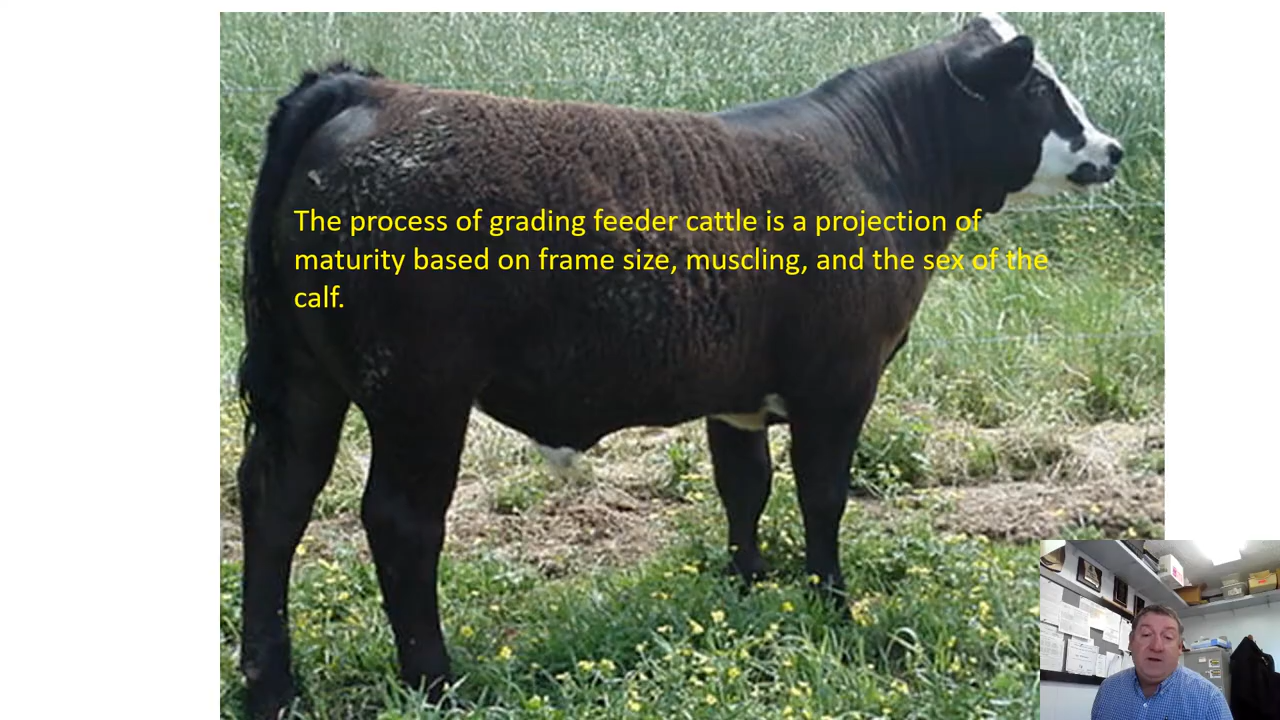 The process of grading feeder cattle is a projection of
maturity based on frame size, muscling, and the sex of the
calf.